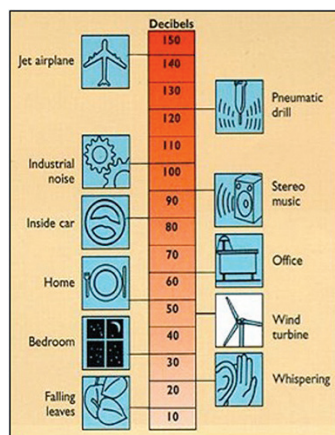 Decibels
150
Jet airplane
140
130
Pneumatic
drill
120
110
Industrial
noise
100
Stereo
music
90
Inside car
80
70
Office
60
Home
50
Wind
turbine
40
Bedroom
30
Whispering
20
Falling
leaves
10